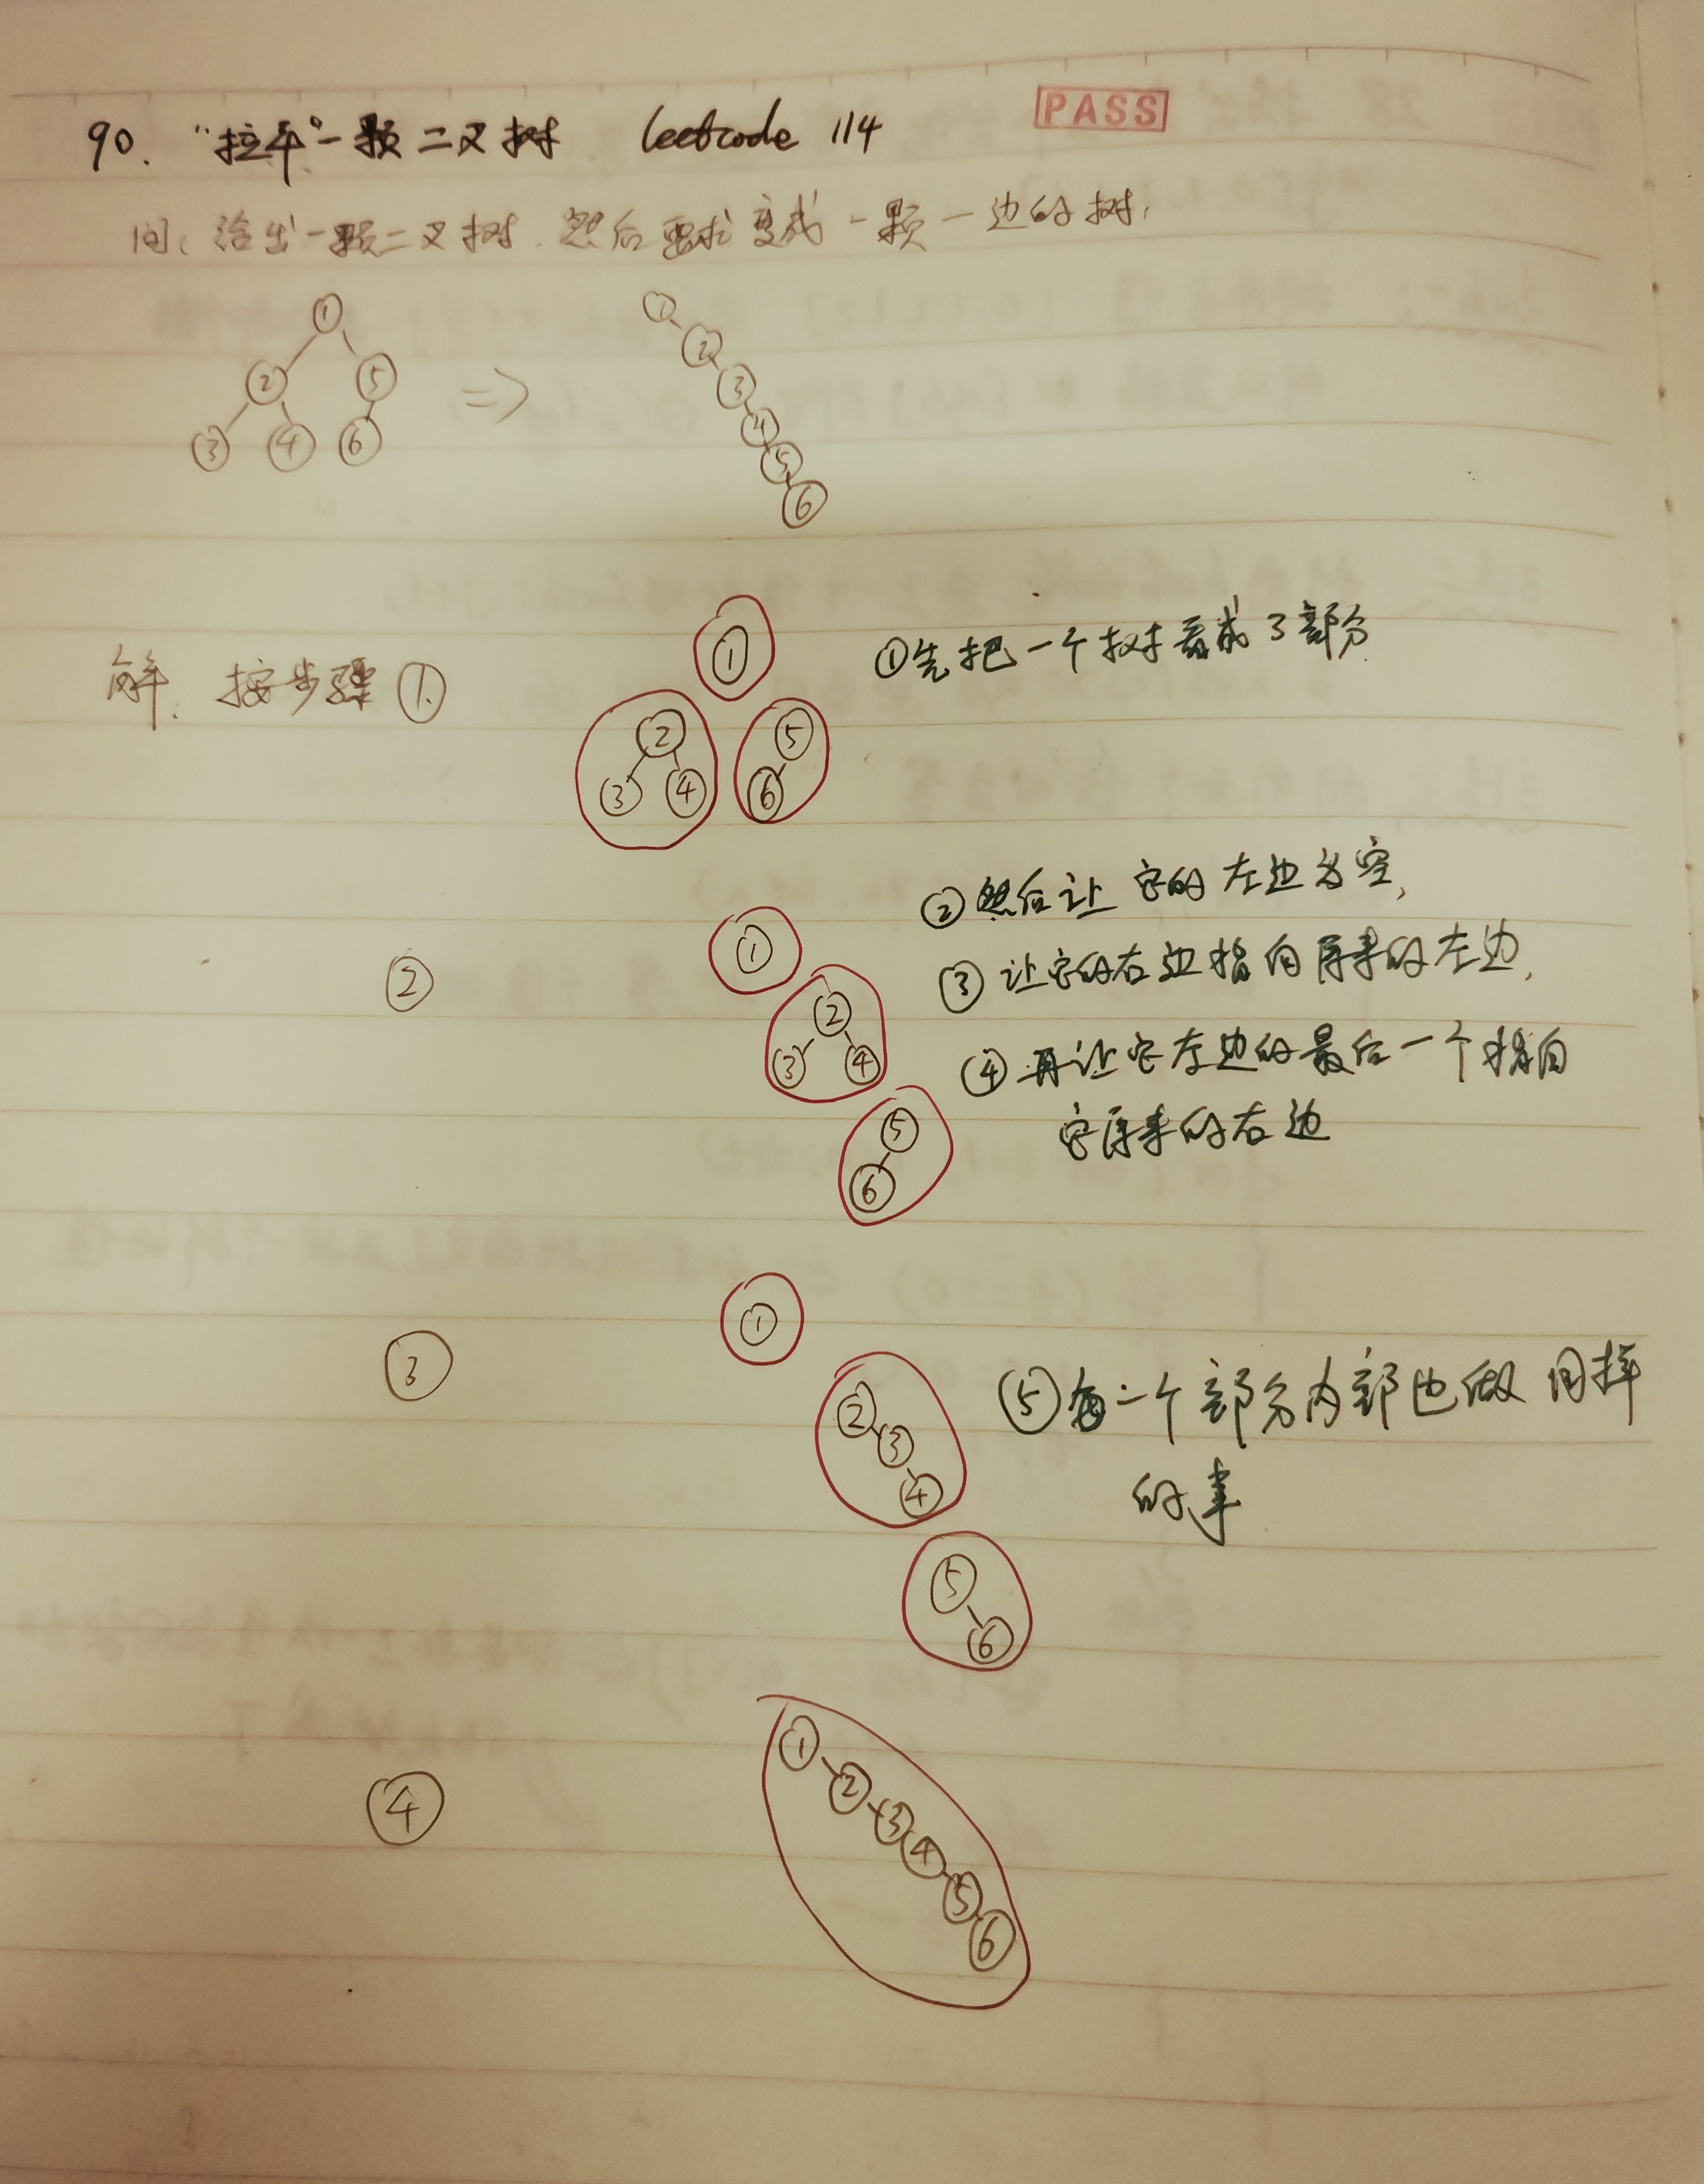 90. "拉平"一颗二叉树 leetcode 114
PASS
问: 给出一颗二叉树. 然后要求变成一颗一边的树.
1 1
2 5 => 2
3 4 6 3
4
5
6
解. 按步骤 ①
1
①先把一个树看成3部分
2 5
3 4 6
②然后让它的左边为空,
② 1
③让它的右边指向原来的左边,
2
3 4
④再让它左边的最后一个指向
它原来的右边
5
6
③ 1
2
3
4
⑤每一个部分内部也做同样
的事
5
6
④ 1
2
3
4
5
6